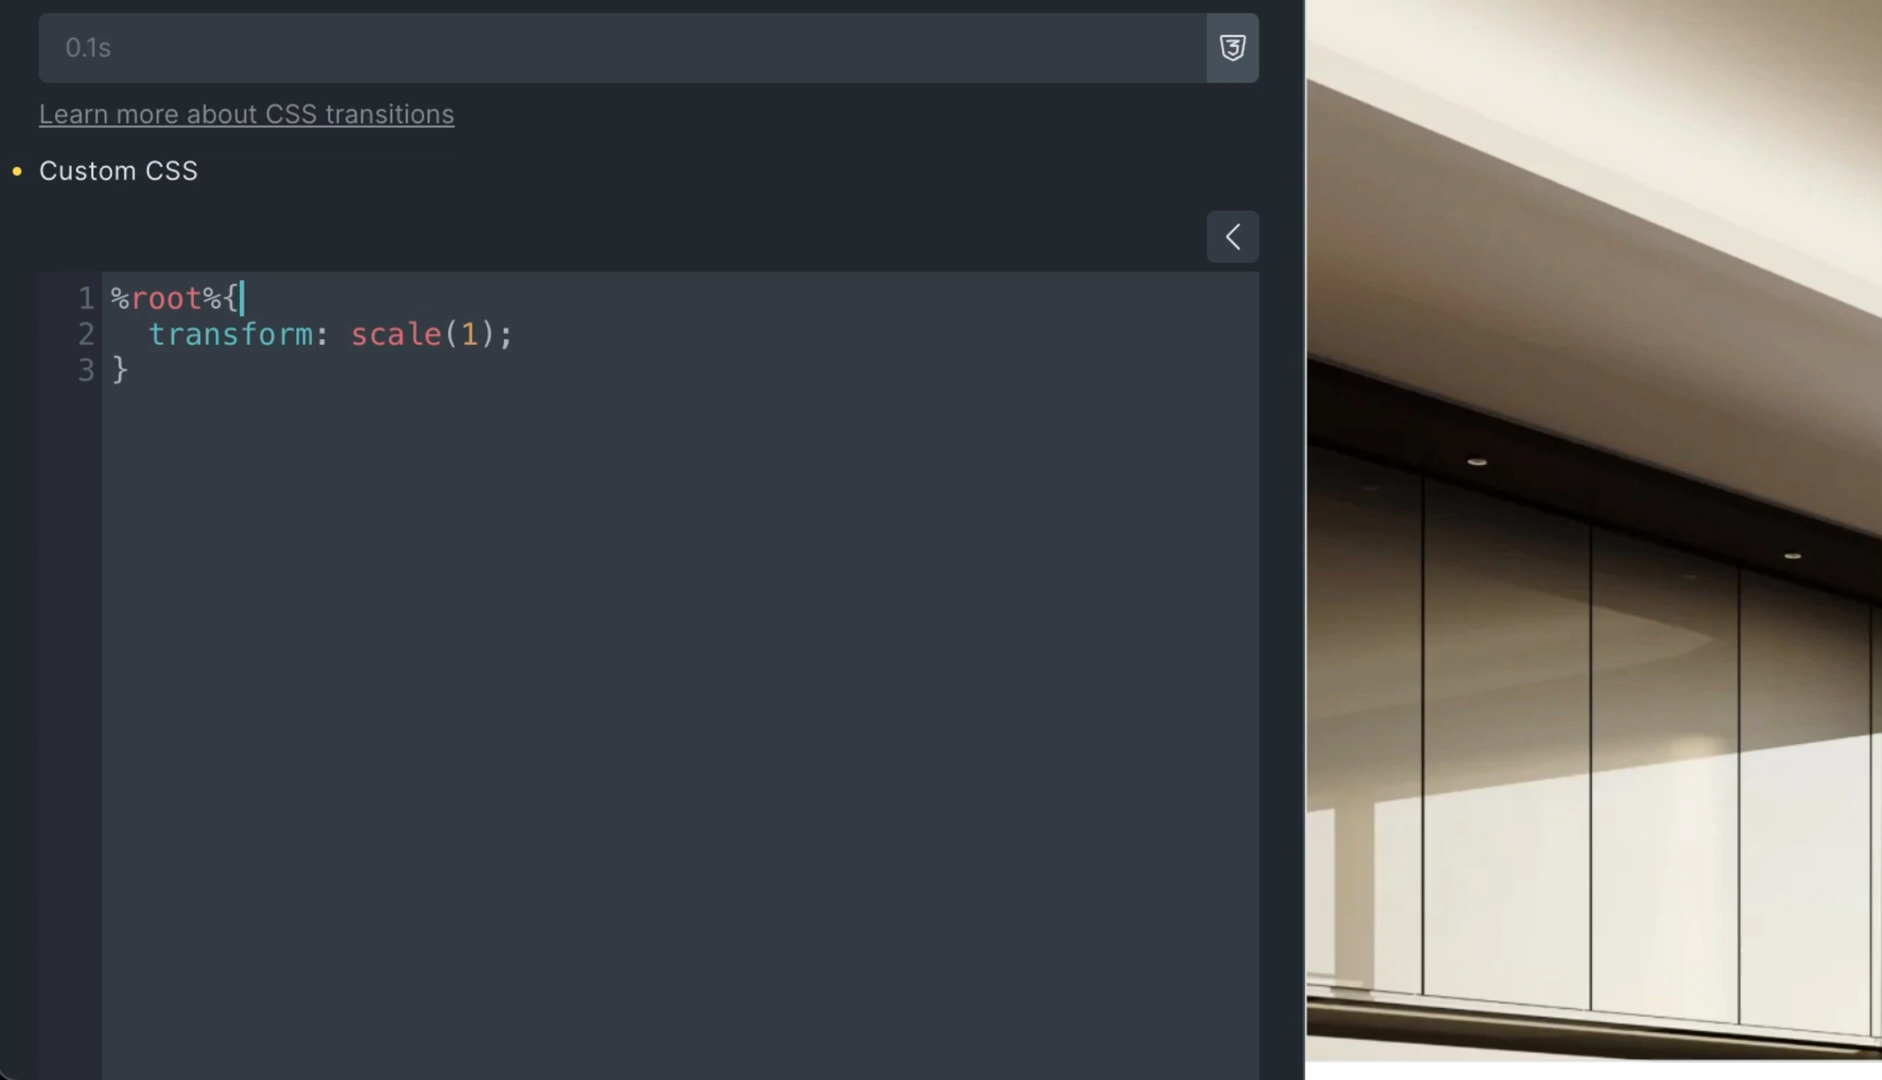 0.1s
Learn more about CSS transitions
Custom CSS
1 %root%{
2   transform: scale(1);
3 }